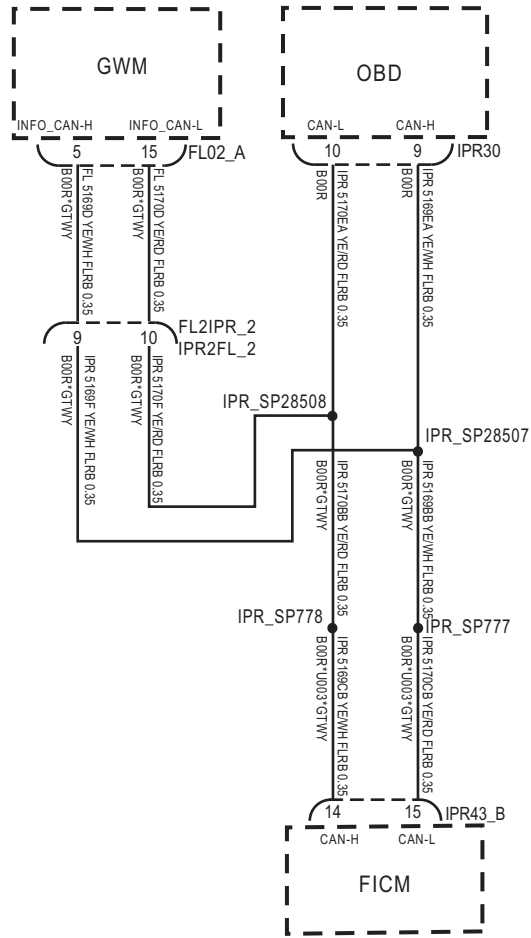 GWM
OBD
INFO_CAN-H INFO_CAN-L
CAN-L CAN-H
5 15 FL02_A
10 9 IPR30
FL 5169D YE/WH FLRB 0.35
B00R*GTWY
FL 5170D YE/RD FLRB 0.35
B00R*GTWY
IPR 5170EA YE/RD FLRB 0.35
B00R
IPR 5169EA YE/WH FLRB 0.35
B00R
FL2IPR_2
9 10 IPR2FL_2
IPR 5169F YE/WH FLRB 0.35
B00R*GTWY
IPR 5170F YE/RD FLRB 0.35
B00R*GTWY
IPR_SP28508
IPR_SP28507
IPR 5170BB YE/RD FLRB 0.35
B00R*GTWY
IPR 5169BB YE/WH FLRB 0.35
B00R*GTWY
IPR_SP778
IPR_SP777
IPR 5169CB YE/WH FLRB 0.35
B00R*U003*GTWY
IPR 5170CB YE/RD FLRB 0.35
B00R*U003*GTWY
14 15 IPR43_B
CAN-H CAN-L
FICM